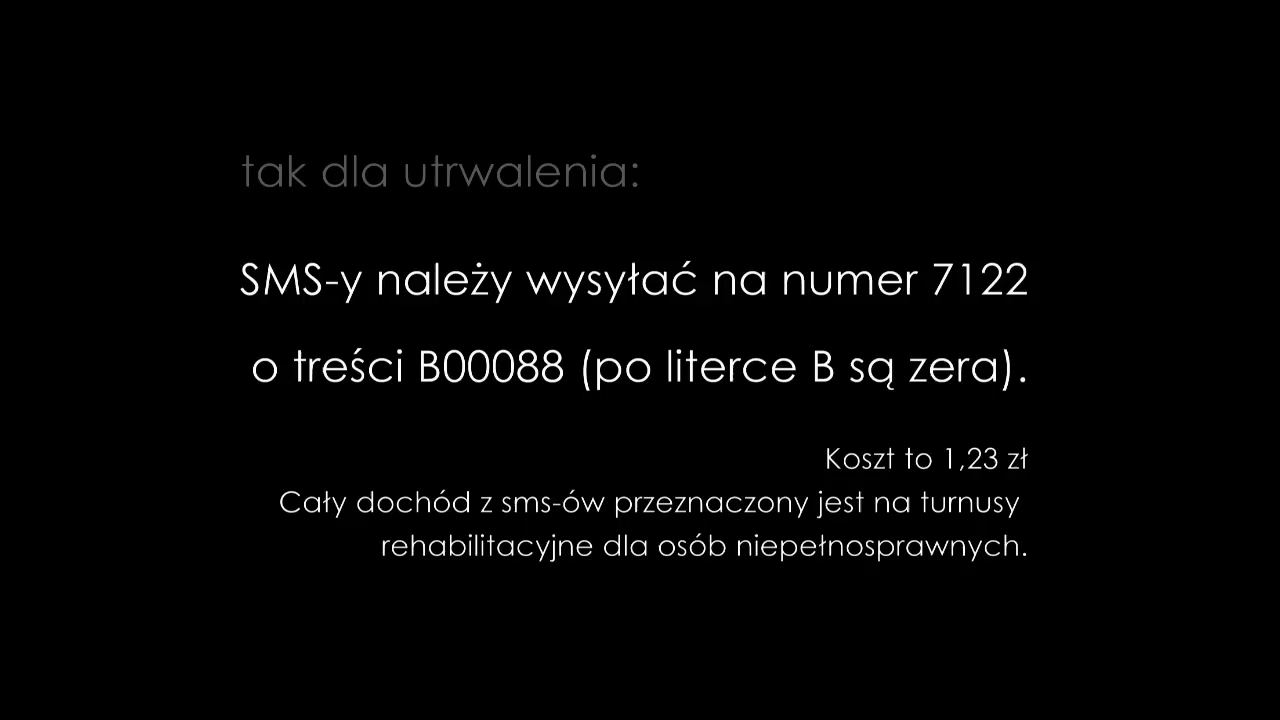 tak dla utrwalenia:
SMS-y należy wysyłać na numer 7122
o treści B00088 (po literce B są zera).
Koszt to 1,23 zł
Cały dochód z sms-ów przeznaczony jest na turnusy
rehabilitacyjne dla osób niepełnosprawnych.